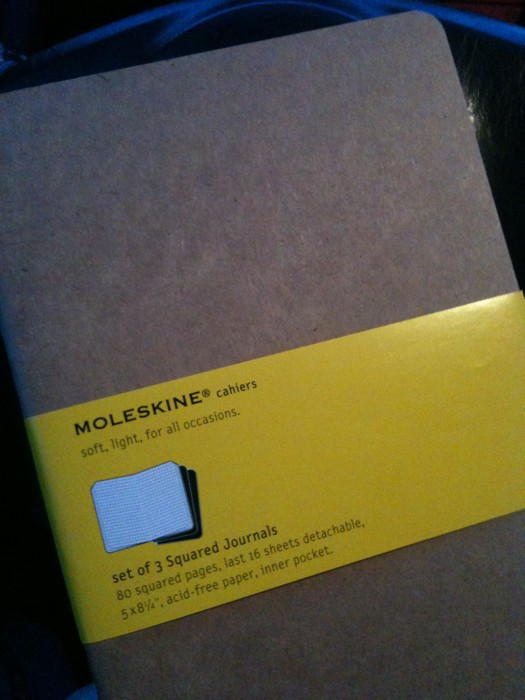 MOLESKINE® cahiers
soft, light, for all occasions.
set of 3 Squared Journals
80 squared pages, last 16 sheets detachable,
5x8¼", acid-free paper, inner pocket.